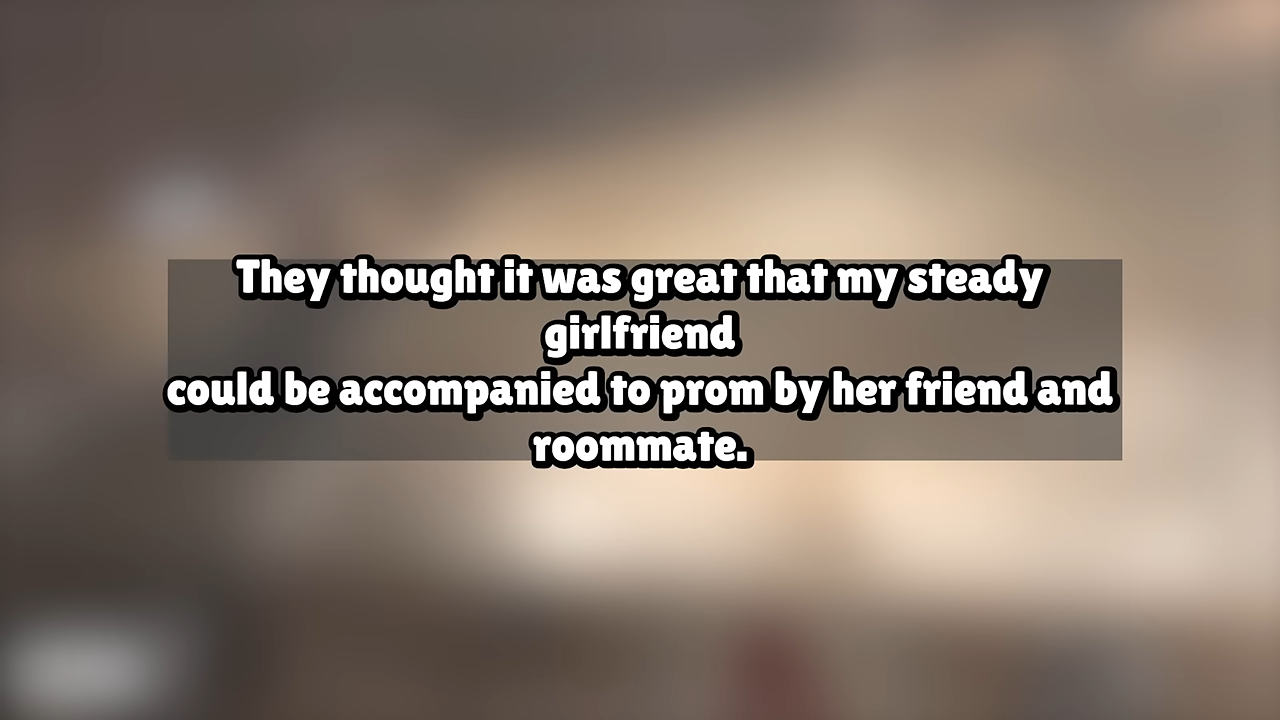 They thought it was great that my steady
girlfriend
could be accompanied to prom by her friend and
roommate.